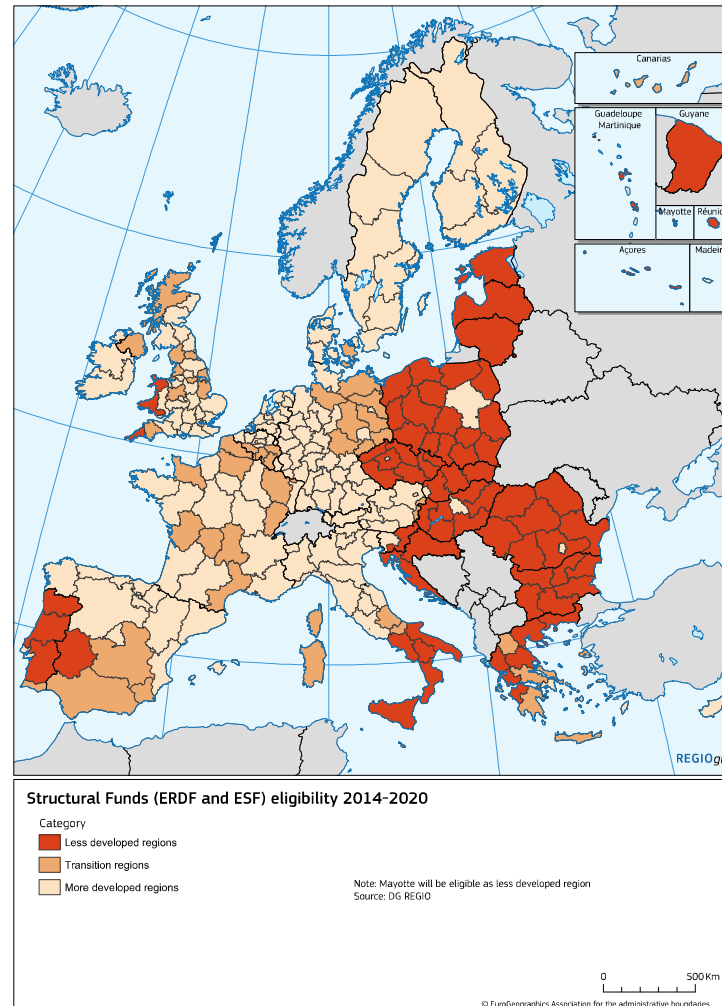 Canarias
Guadeloupe
Martinique
Guyane
Mayotte
Açores
REGIO
Structural Funds (ERDF and ESF) eligibility 2014-2020
Category
Less developed regions
Transition regions
More developed regions
Note: Mayotte will be eligible as less developed region
Source: DG REGIO
0 500 Km
© EuroGeographics Association for the administrative boundaries